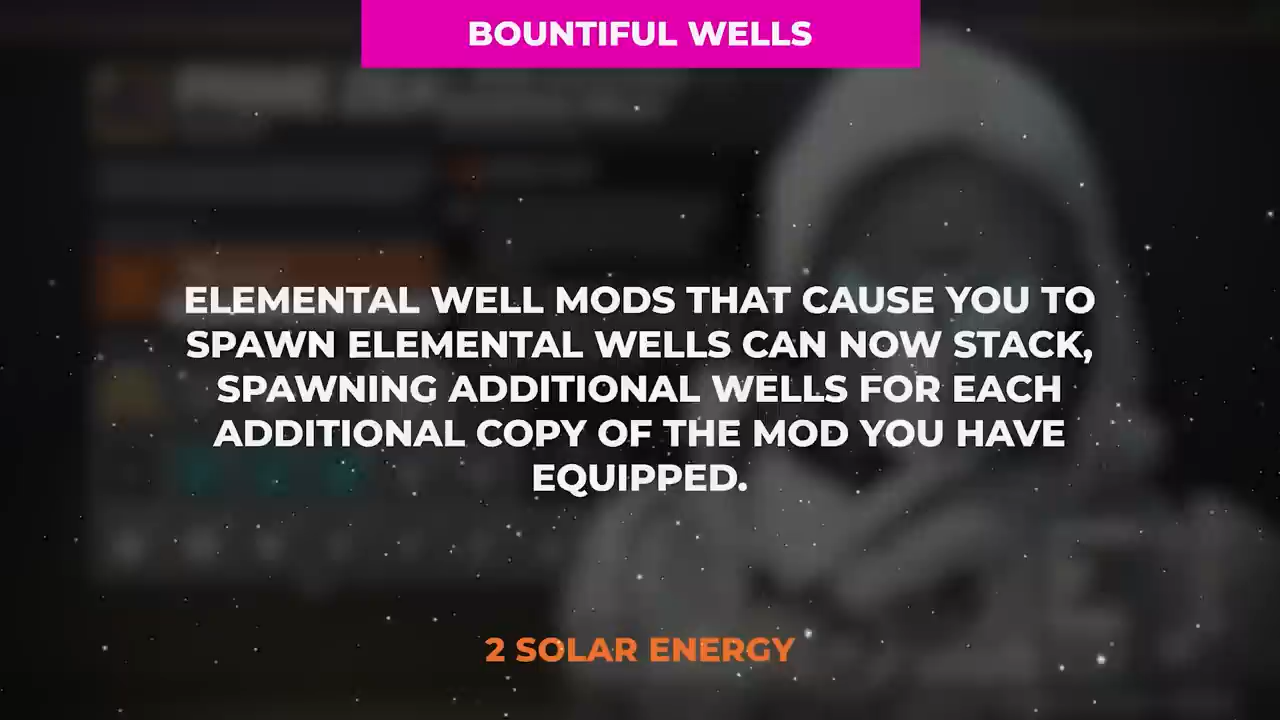 BOUNTIFUL WELLS
ELEMENTAL WELL MODS THAT CAUSE YOU TO
SPAWN ELEMENTAL WELLS CAN NOW STACK,
SPAWNING ADDITIONAL WELLS FOR EACH
ADDITIONAL COPY OF THE MOD YOU HAVE
EQUIPPED.
2 SOLAR ENERGY